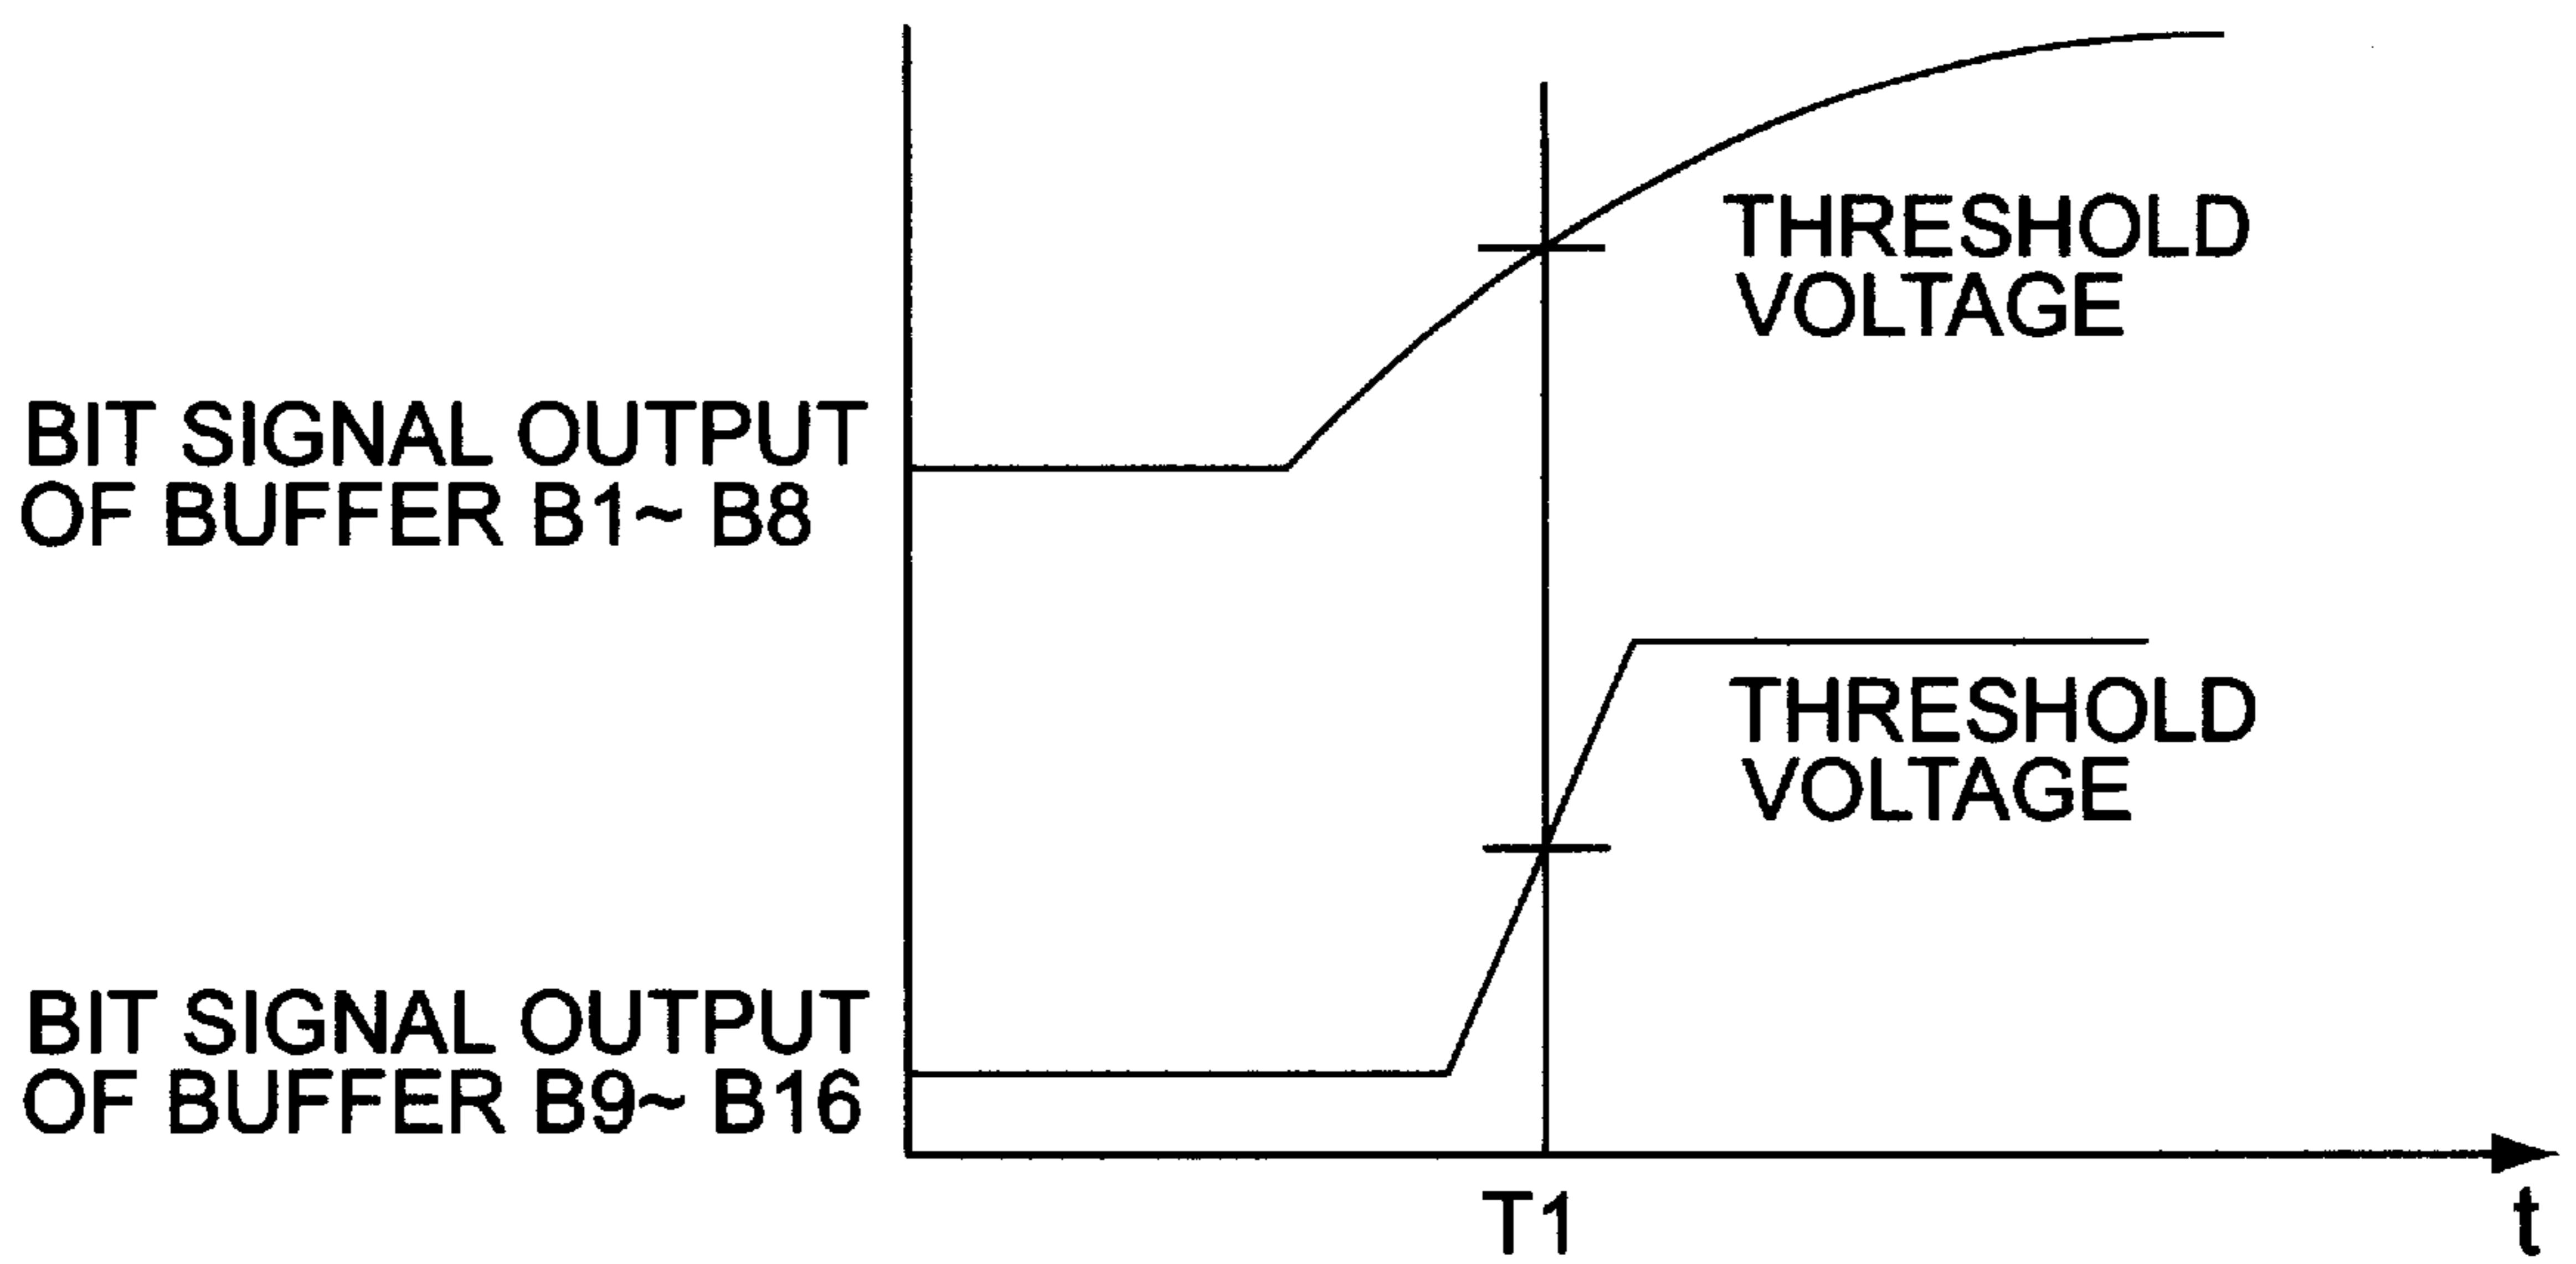 THRESHOLD
VOLTAGE
BIT SIGNAL OUTPUT
OF BUFFER B1~ B8
THRESHOLD
VOLTAGE
BIT SIGNAL OUTPUT
OF BUFFER B9~ B16
T1
t